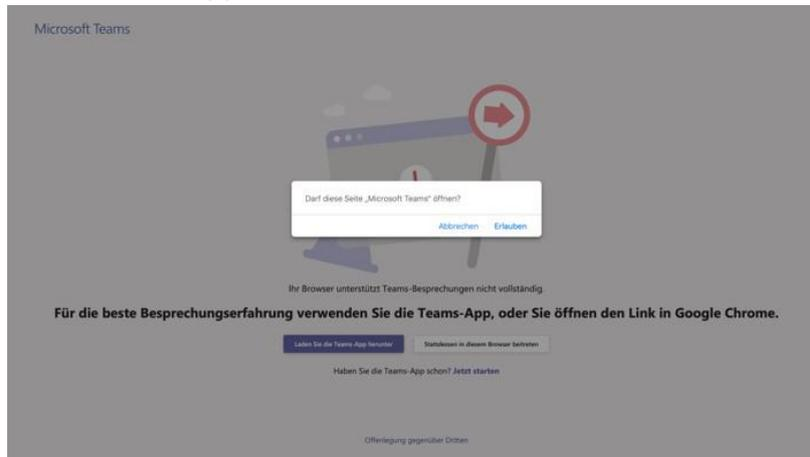 Microsoft Teams
Darf diese Seite „Microsoft Teams“ öffnen?
Abbrechen Erlauben
Ihr Browser unterstützt Teams-Besprechungen nicht vollständig.
Für die beste Besprechungserfahrung verwenden Sie die Teams-App, oder Sie öffnen den Link in Google Chrome.
Laden Sie die Teams-App herunter Stattdessen in diesem Browser beitreten
Haben Sie die Teams-App schon? Jetzt starten
Offenlegung gegenüber Dritten